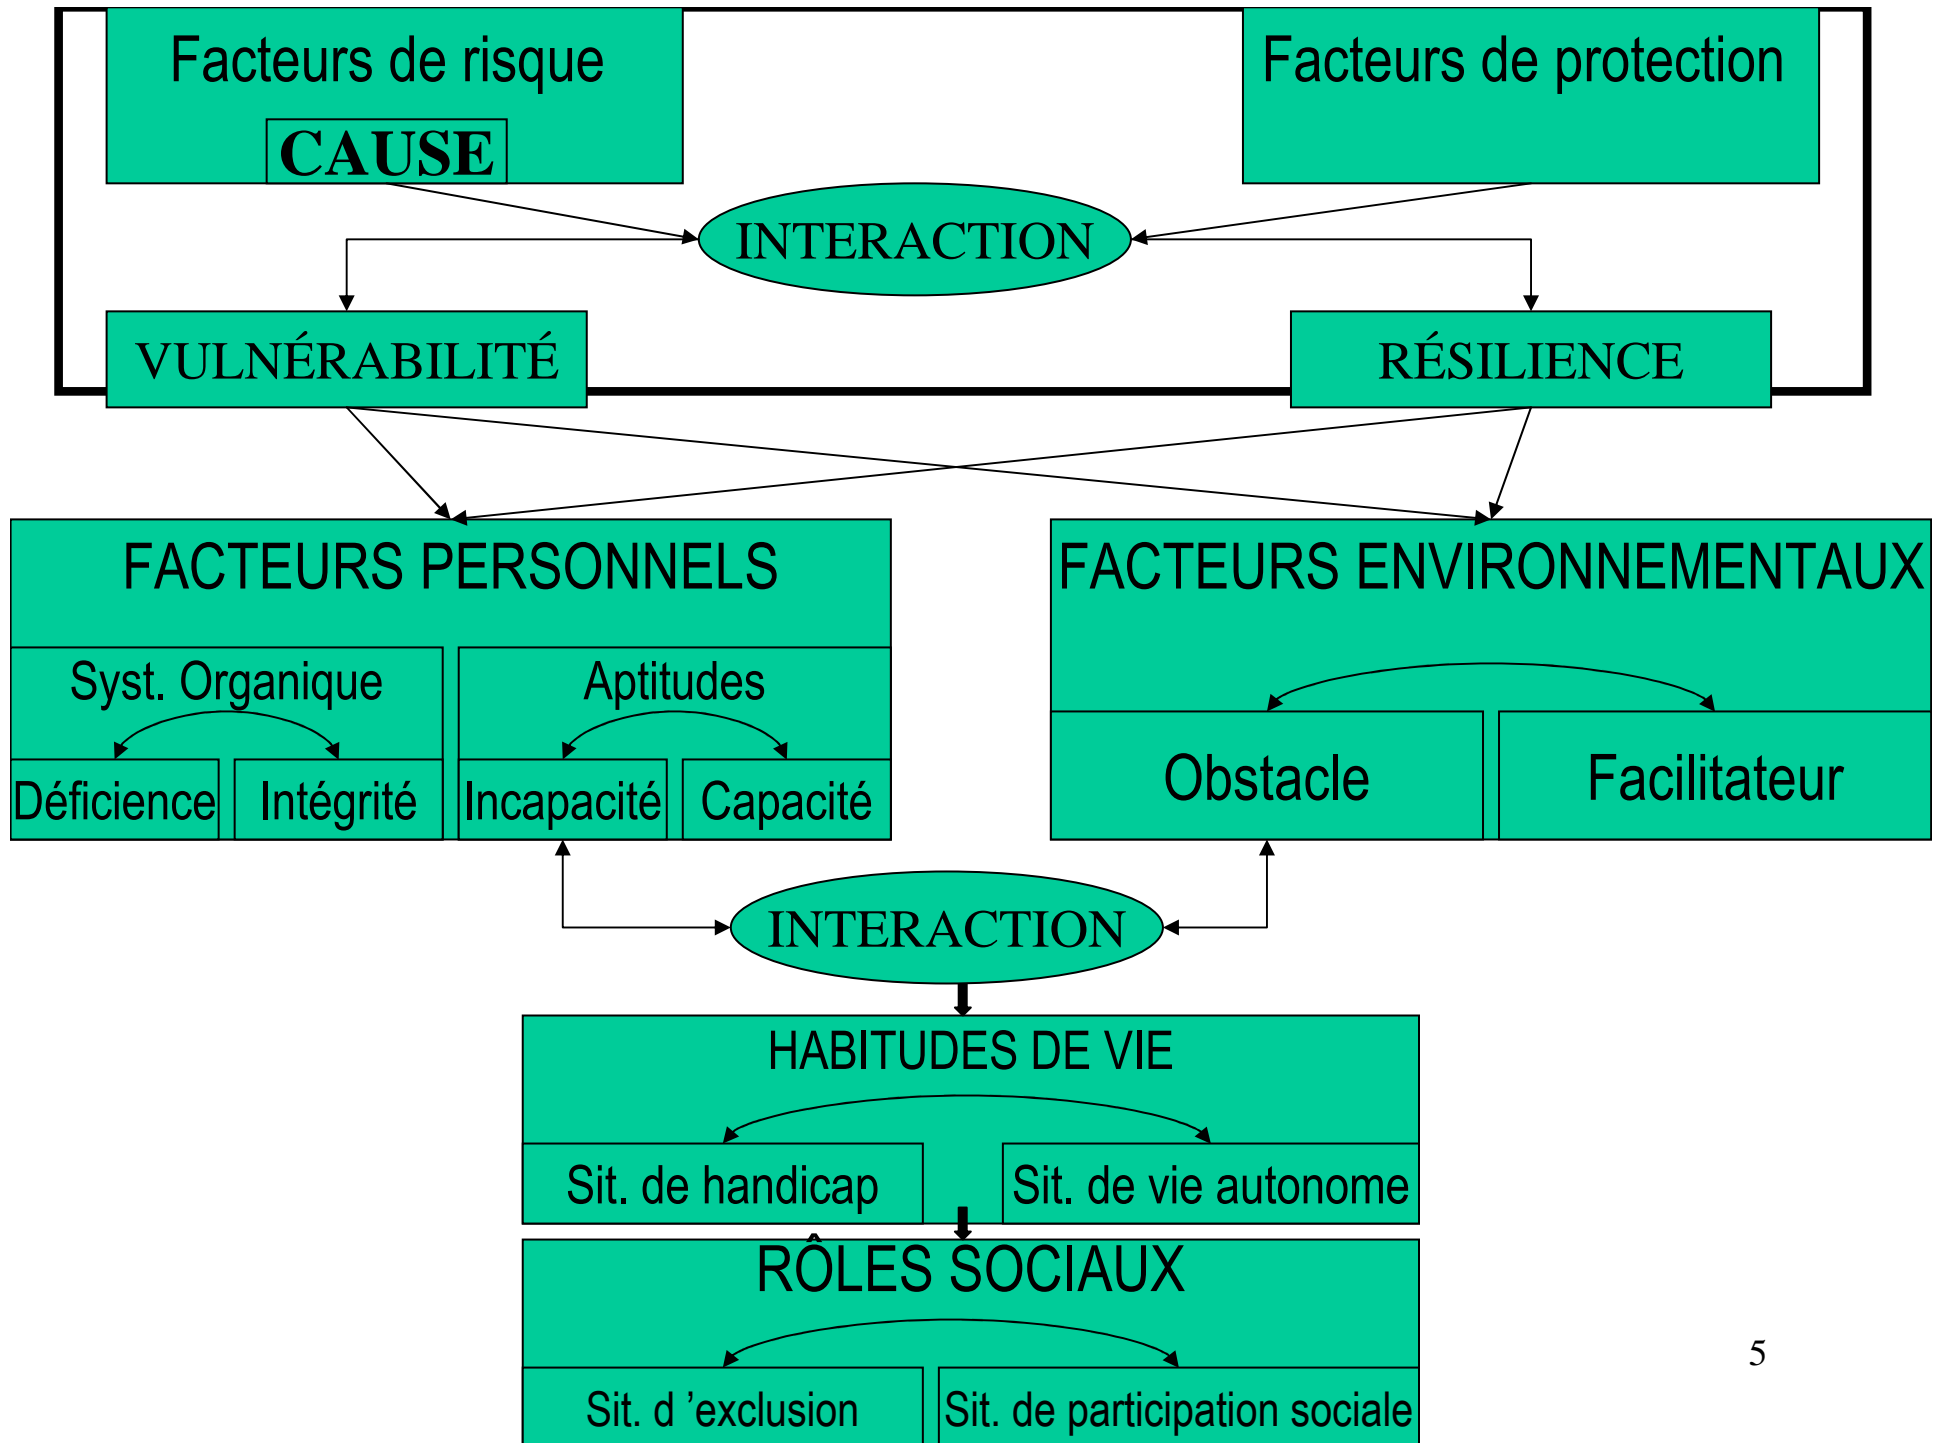 Facteurs de risque
CAUSE
Facteurs de protection
INTERACTION
VULNÉRABILITÉ
RÉSILIENCE
FACTEURS PERSONNELS
Syst. Organique
Aptitudes
Déficience
Intégrité
Incapacité
Capacité
FACTEURS ENVIRONNEMENTAUX
Obstacle
Facilitateur
INTERACTION
HABITUDES DE VIE
Sit. de handicap
Sit. de vie autonome
RÔLES SOCIAUX
Sit. d ’exclusion
Sit. de participation sociale
5